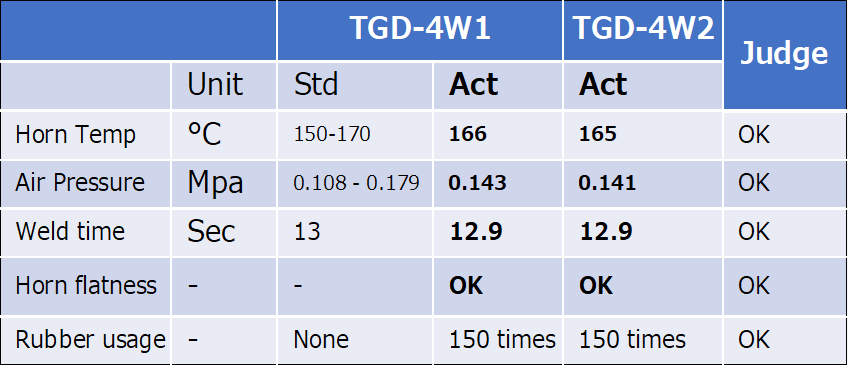 TGD-4W1 TGD-4W2 Judge
Unit Std Act Act
Horn Temp °C 150-170 166 165 OK
Air Pressure Mpa 0.108 - 0.179 0.143 0.141 OK
Weld time Sec 13 12.9 12.9 OK
Horn flatness - - OK OK OK
Rubber usage - None 150 times 150 times OK